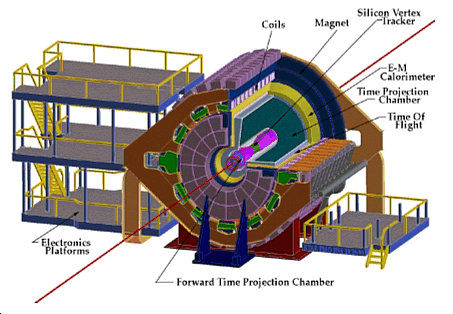 Silicon Vertex
Tracker
Coils
Magnet
E-M
Calorimeter
Time Projection
Chamber
Time Of
Flight
Electronics
Platforms
Forward Time Projection Chamber